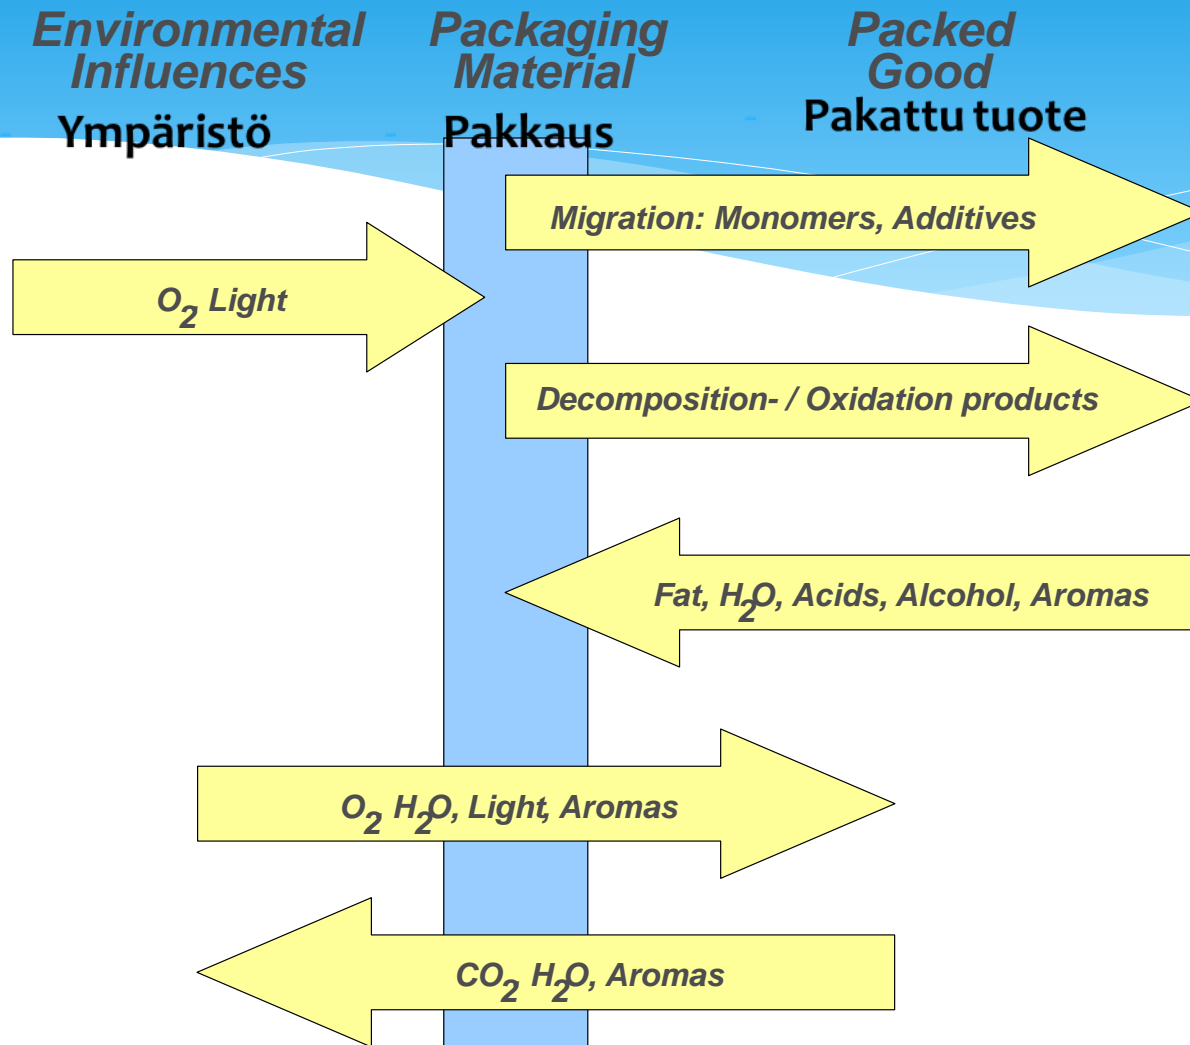 Environmental
Influences
Ympäristö
Packaging
Material
Pakkaus
Packed
Good
Pakattu tuote
Migration: Monomers, Additives
O2 Light
Decomposition- / Oxidation products
Fat, H2O, Acids, Alcohol, Aromas
O2 H2O, Light, Aromas
CO2 H2O, Aromas